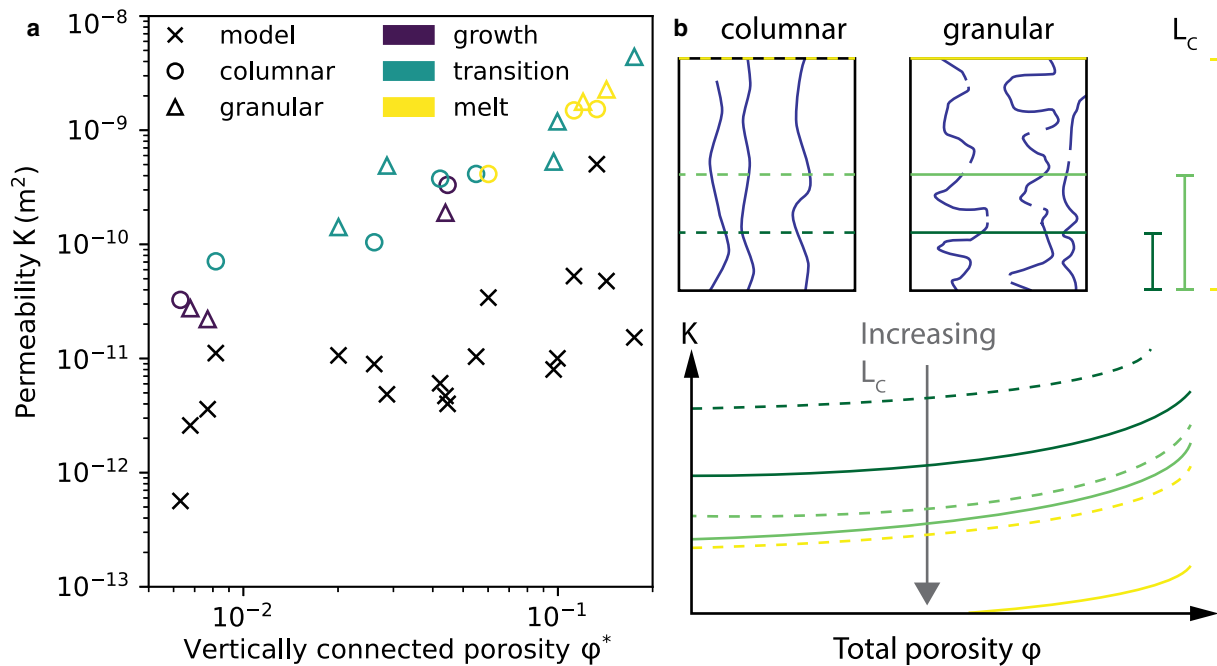 a
10⁻⁸
10⁻⁹
10⁻¹⁰
10⁻¹¹
10⁻¹²
10⁻¹³
Permeability K (m²)
model
columnar
granular
growth
transition
melt
10⁻²
10⁻¹
Vertically connected porosity φ*
b
columnar
granular
L_C
K
Increasing
L_C
Total porosity φ